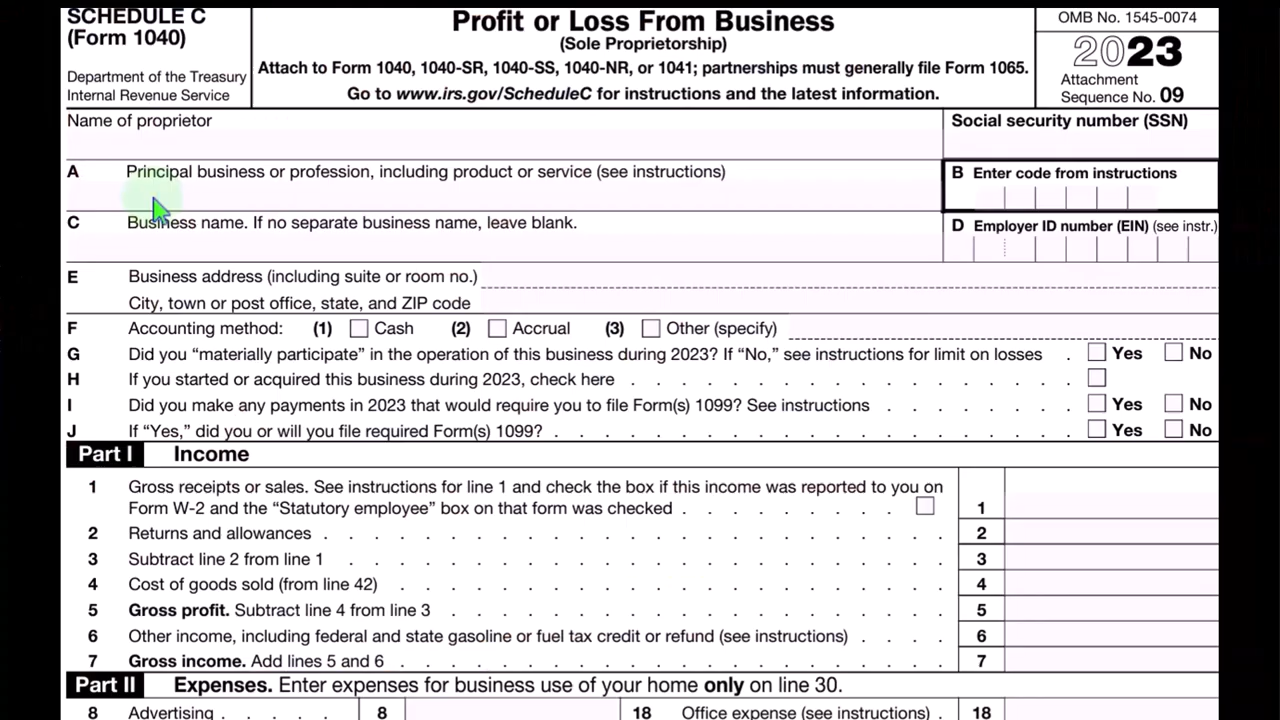 SCHEDULE C
(Form 1040)
Department of the Treasury
Internal Revenue Service
Profit or Loss From Business
(Sole Proprietorship)
Attach to Form 1040, 1040-SR, 1040-SS, 1040-NR, or 1041; partnerships must generally file Form 1065.
Go to www.irs.gov/ScheduleC for instructions and the latest information.
OMB No. 1545-0074
2023
Attachment
Sequence No. 09
Name of proprietor
Social security number (SSN)
A Principal business or profession, including product or service (see instructions)
B Enter code from instructions
C Business name. If no separate business name, leave blank.
D Employer ID number (EIN) (see instr.)
E Business address (including suite or room no.)
City, town or post office, state, and ZIP code
F Accounting method: (1) Cash (2) Accrual (3) Other (specify)
G Did you “materially participate” in the operation of this business during 2023? If “No,” see instructions for limit on losses . Yes No
H If you started or acquired this business during 2023, check here . . . . . . . . . . . . . . . . .
I Did you make any payments in 2023 that would require you to file Form(s) 1099? See instructions . . . . . . . Yes No
J If “Yes,” did you or will you file required Form(s) 1099? . . . . . . . . . . . . . . . . . . Yes No
Part I Income
1 Gross receipts or sales. See instructions for line 1 and check the box if this income was reported to you on
Form W-2 and the “Statutory employee” box on that form was checked . . . . . . . . . 1
2 Returns and allowances . . . . . . . . . . . . . . . . . . . . . 2
3 Subtract line 2 from line 1 . . . . . . . . . . . . . . . . . . . . 3
4 Cost of goods sold (from line 42) . . . . . . . . . . . . . . . . . . 4
5 Gross profit. Subtract line 4 from line 3 . . . . . . . . . . . . . . . . . 5
6 Other income, including federal and state gasoline or fuel tax credit or refund (see instructions) . . . . 6
7 Gross income. Add lines 5 and 6 . . . . . . . . . . . . . . . . . . 7
Part II Expenses. Enter expenses for business use of your home only on line 30.
8 Advertising . . . . . 8 18 Office expense (see instructions) . 18